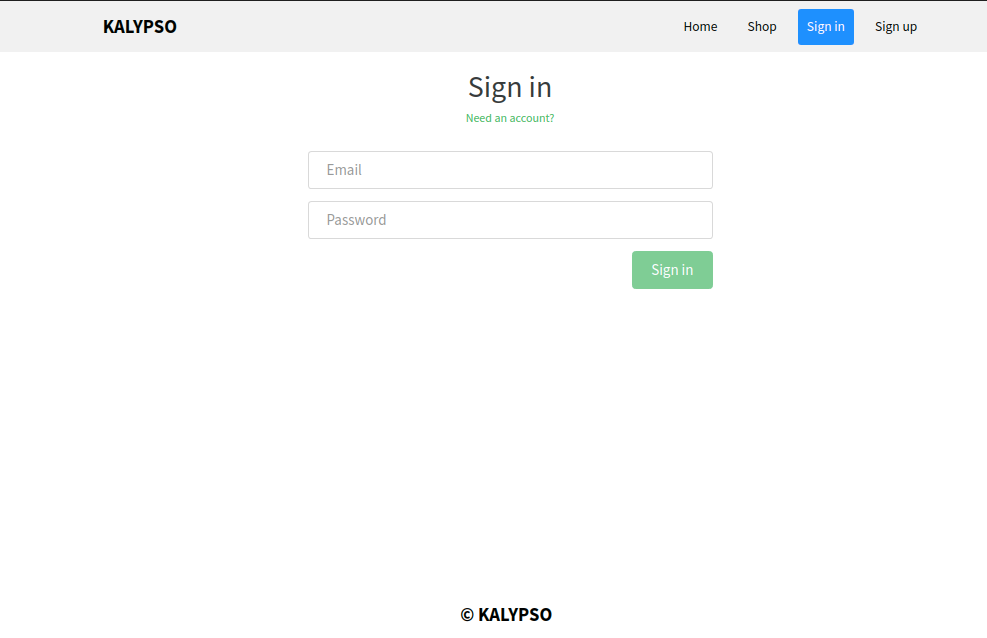 KALYPSO Home Shop Sign in Sign up
Sign in
Need an account?
Email
Password
Sign in
© KALYPSO